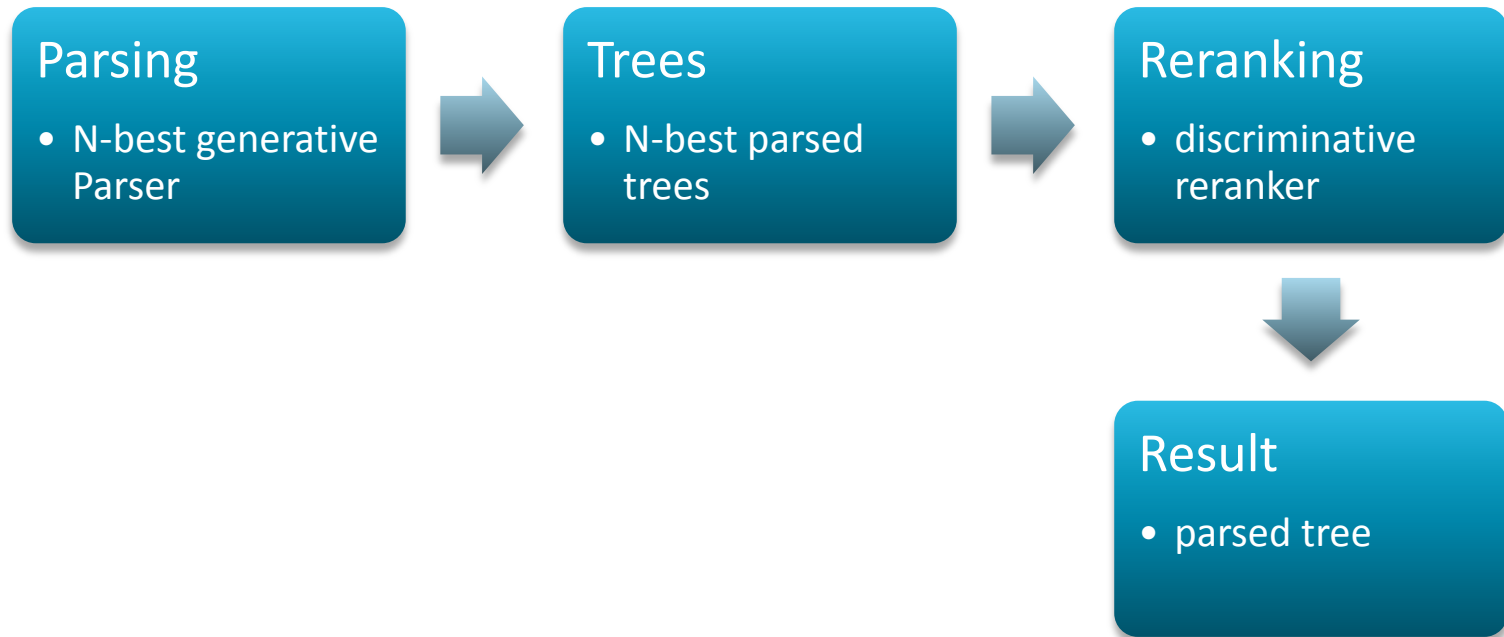 Parsing
• N-best generative
Parser
Trees
• N-best parsed
trees
Reranking
• discriminative
reranker
Result
• parsed tree